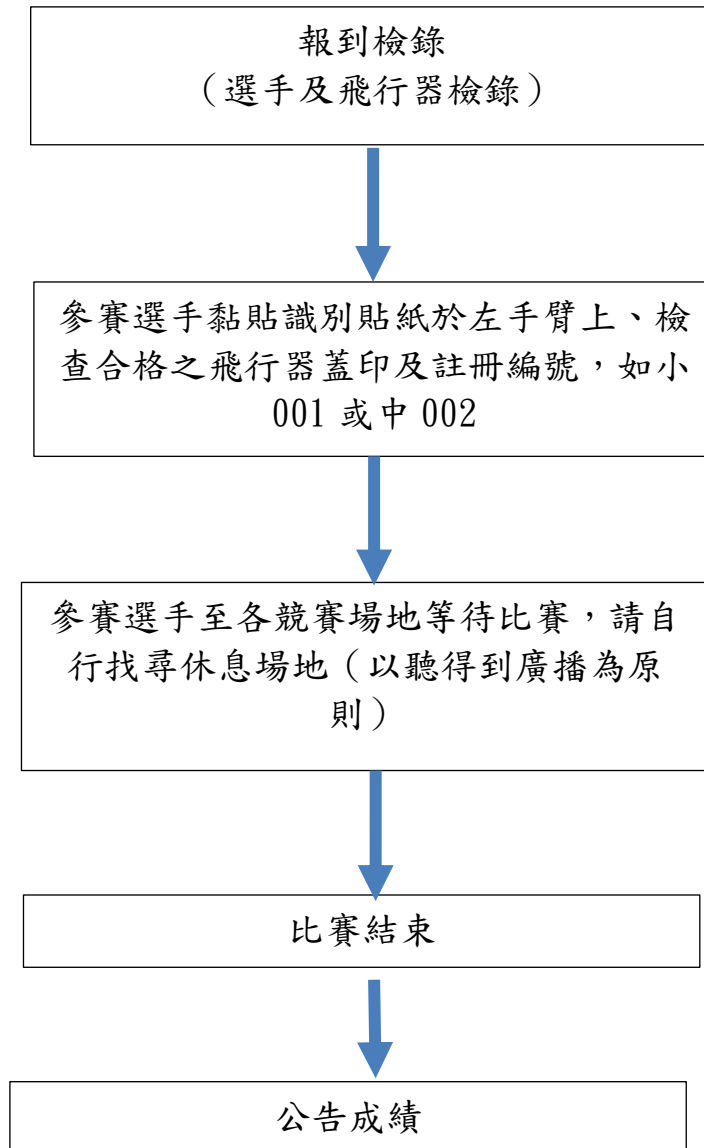 報到檢錄
（選手及飛行器檢錄）
參賽選手黏貼識別貼紙於左手臂上、檢
查合格之飛行器蓋印及註冊編號，如小
001 或中 002
參賽選手至各競賽場地等待比賽，請自
行找尋休息場地（以聽得到廣播為原
則）
比賽結束
公告成績